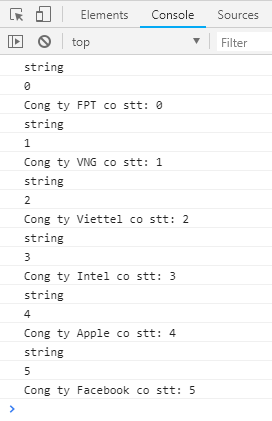 Elements Console Sources
top Filter
string
0
Cong ty FPT co stt: 0
string
1
Cong ty VNG co stt: 1
string
2
Cong ty Viettel co stt: 2
string
3
Cong ty Intel co stt: 3
string
4
Cong ty Apple co stt: 4
string
5
Cong ty Facebook co stt: 5